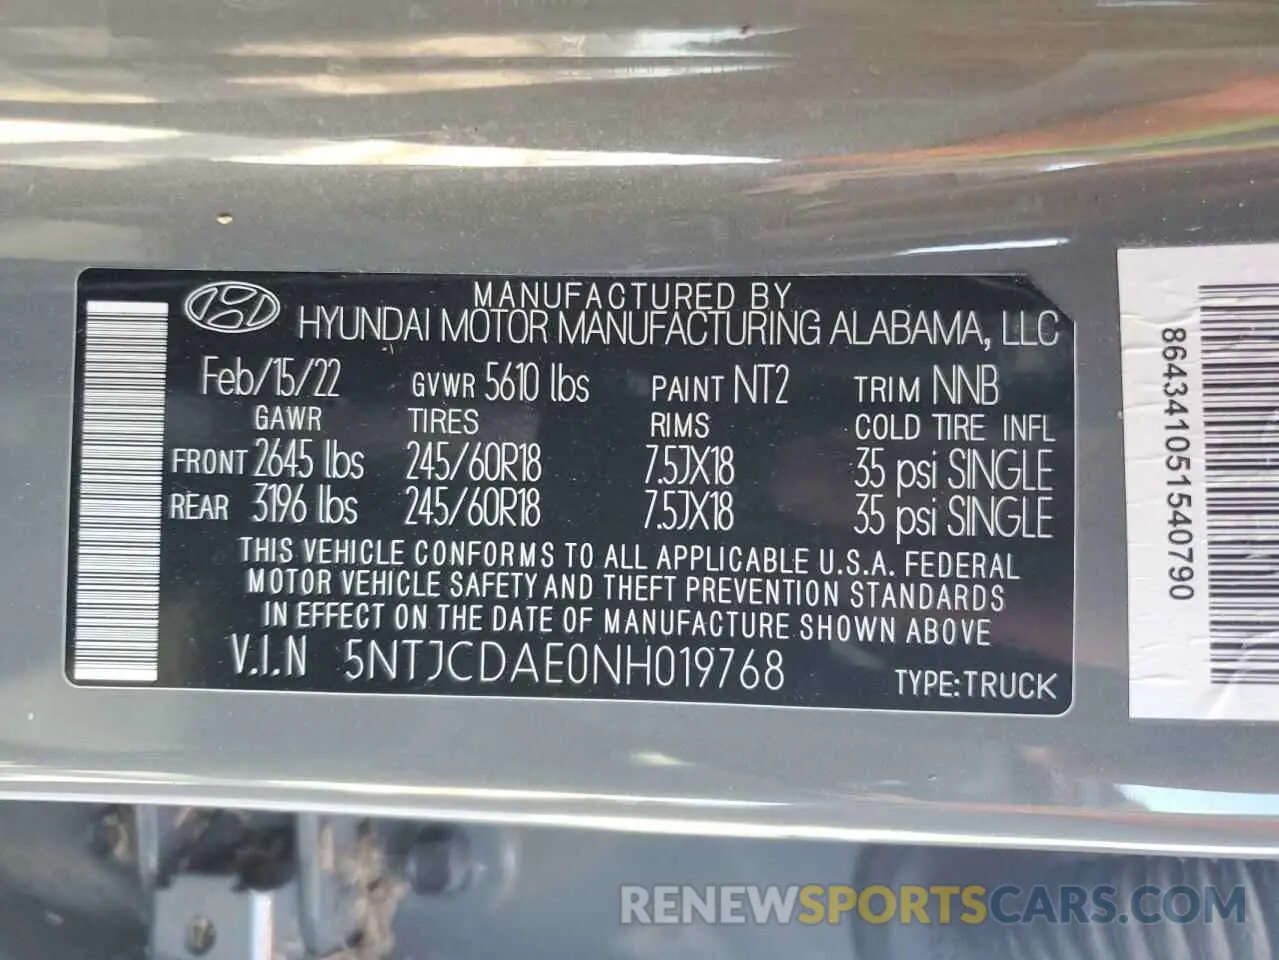 MANUFACTURED BY
HYUNDAI MOTOR MANUFACTURING ALABAMA, LLC
Feb/15/22 GVWR 5610 lbs PAINT NT2 TRIM NNB
GAWR TIRES RIMS COLD TIRE INFL
FRONT 2645 lbs 245/60R18 7.5JX18 35 psi SINGLE
REAR 3196 lbs 245/60R18 7.5JX18 35 psi SINGLE
THIS VEHICLE CONFORMS TO ALL APPLICABLE U.S.A. FEDERAL
MOTOR VEHICLE SAFETY AND THEFT PREVENTION STANDARDS
IN EFFECT ON THE DATE OF MANUFACTURE SHOWN ABOVE
V.I.N 5NTJCDAE0NH019768 TYPE:TRUCK
8643410515540790
RENEWSPORTSCARS.COM